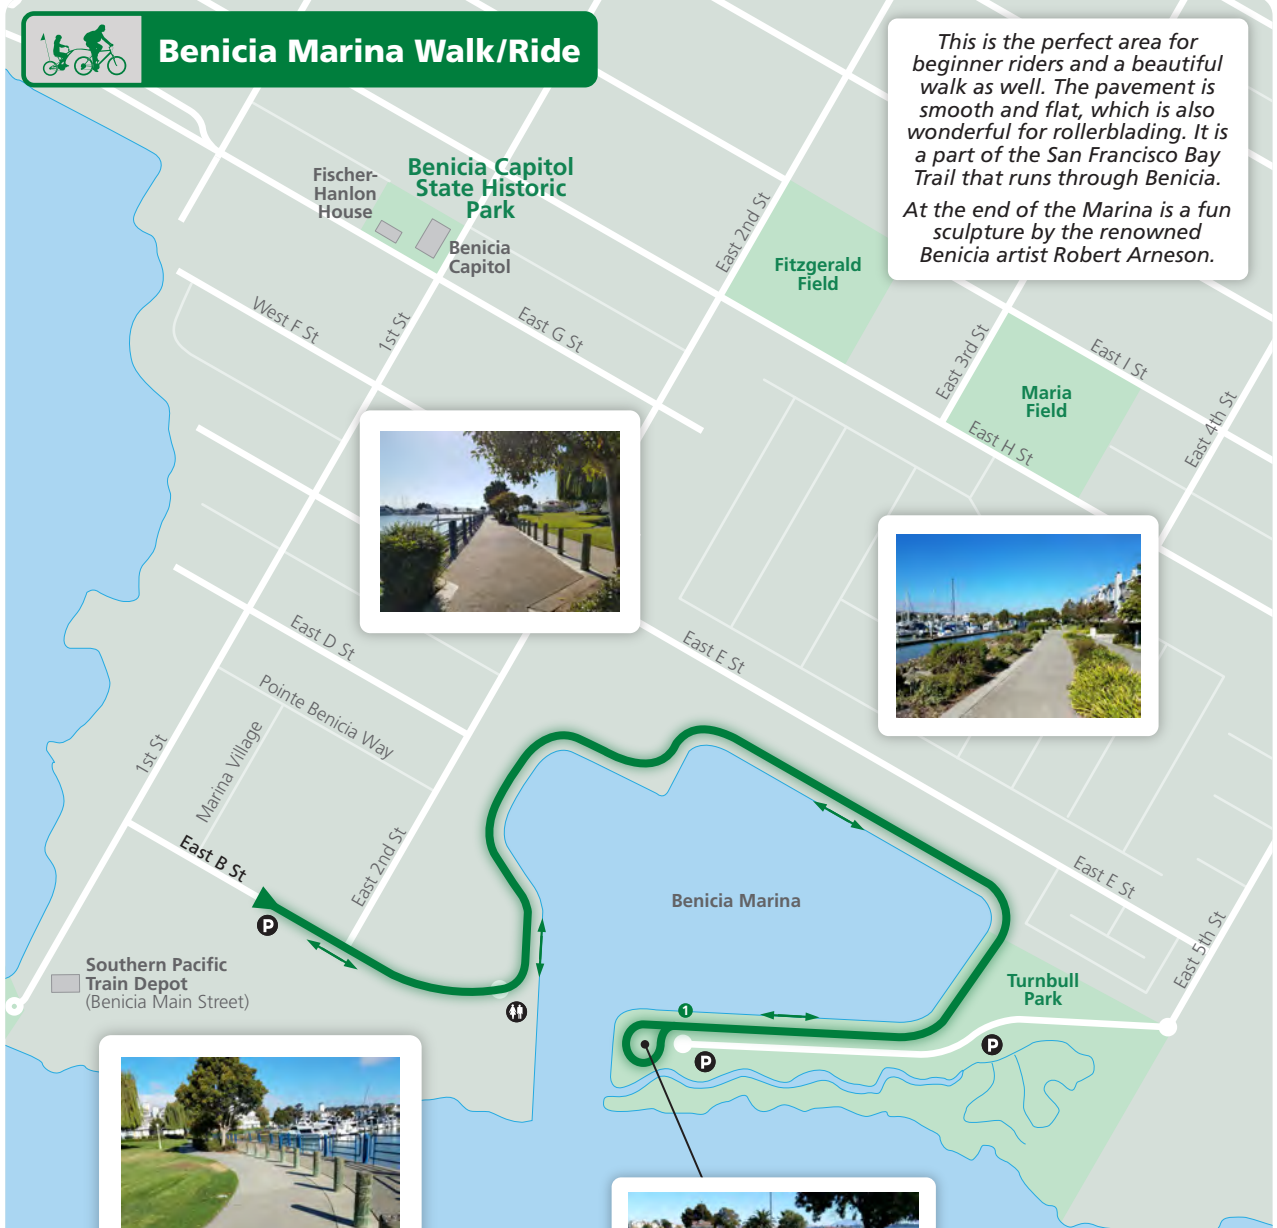 Benicia Marina Walk/Ride
This is the perfect area for
beginner riders and a beautiful
walk as well. The pavement is
smooth and flat, which is also
wonderful for rollerblading. It is
a part of the San Francisco Bay
Trail that runs through Benicia.
At the end of the Marina is a fun
sculpture by the renowned
Benicia artist Robert Arneson.
Fischer-
Hanlon
House
Benicia Capitol
State Historic
Park
Benicia
Capitol
East 2nd St
Fitzgerald
Field
West F St
1st St
East G St
East 3rd St
East I St
Maria
Field
East 4th St
East H St
East D St
East E St
Pointe Benicia Way
1st St
Marina Village
East B St
East 2nd St
East E St
Benicia Marina
P
East 5th St
Southern Pacific
Train Depot
(Benicia Main Street)
Turnbull
Park
1
P
P